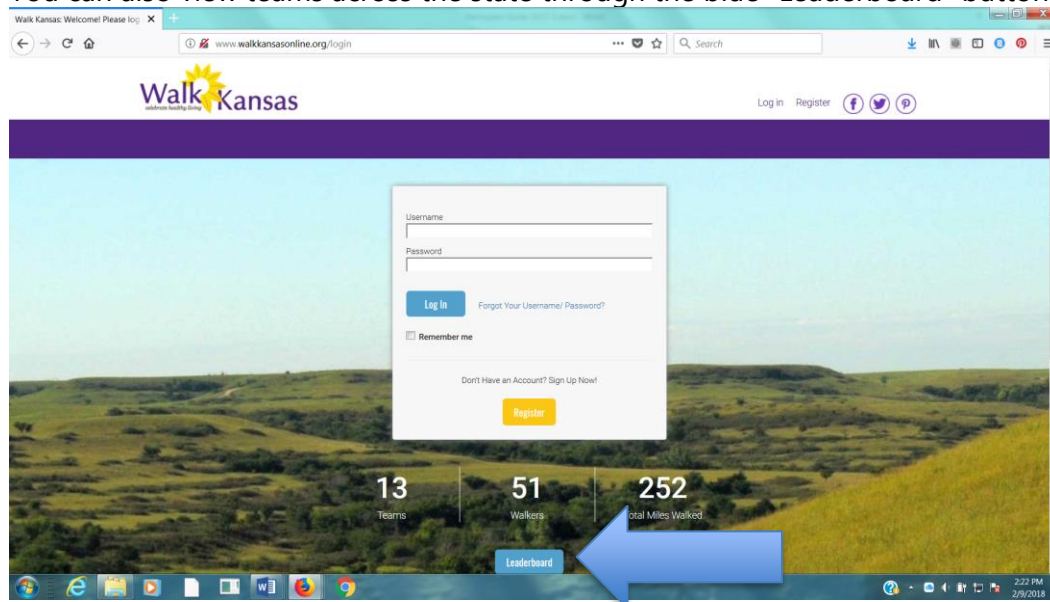 You can also view teams across the state through the blue "Leaderboard" button
Walk Kansas: Welcome! Please log
www.walkkansasonline.org/login
Search
Walk Kansas
celebrate healthy living
Log in Register
Username
Password
Log In Forgot Your Username/ Password?
Remember me
Don't Have an Account? Sign Up Now!
Register
13 51 252
Teams Walkers Total Miles Walked
Leaderboard
2:22 PM
2/9/2018